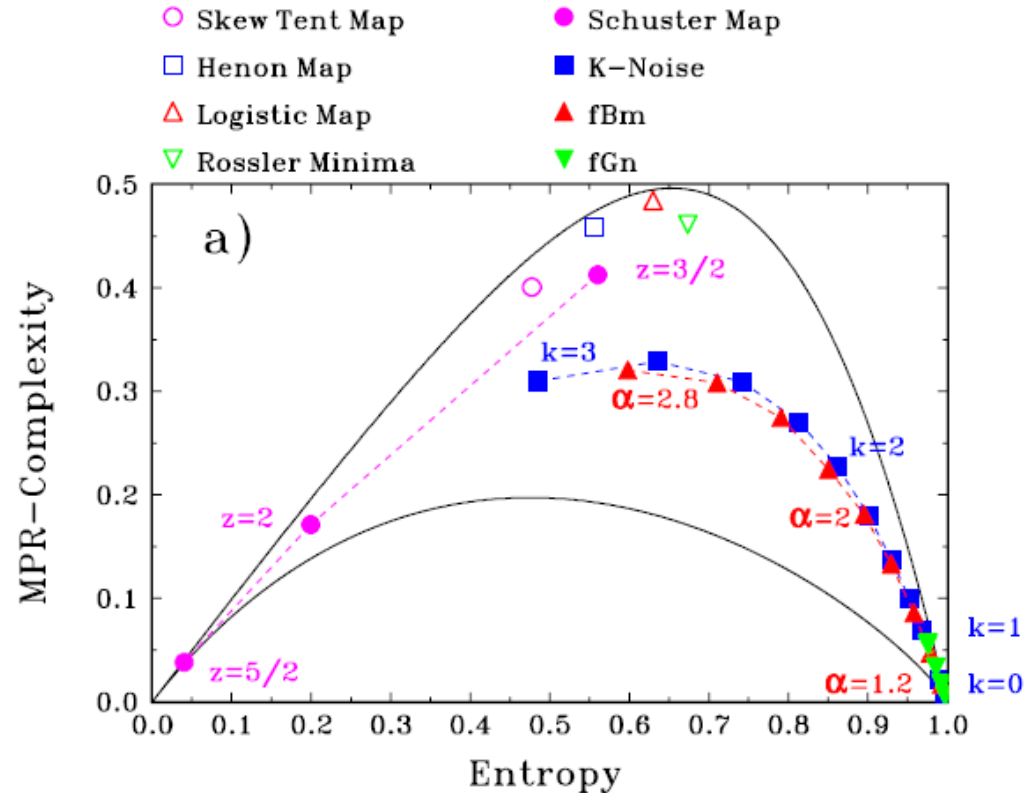 Skew Tent Map Schuster Map
Henon Map K-Noise
Logistic Map fBm
Rossler Minima fGn
0.5
a)
z=3/2
0.4
k=3
0.3
α=2.8
k=2
MPR-Complexity
0.2
z=2
α=2
0.1
k=1
z=5/2
α=1.2 k=0
0.0
0.0 0.1 0.2 0.3 0.4 0.5 0.6 0.7 0.8 0.9 1.0
Entropy